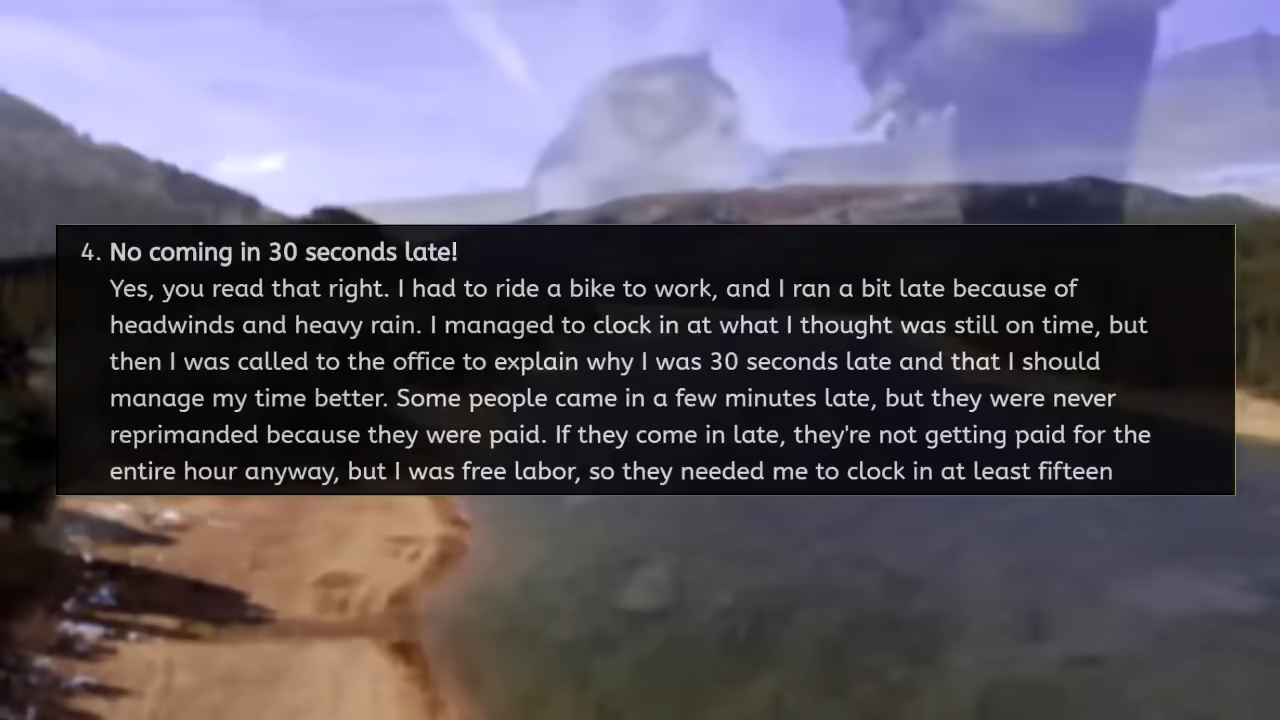 4. No coming in 30 seconds late!
Yes, you read that right. I had to ride a bike to work, and I ran a bit late because of
headwinds and heavy rain. I managed to clock in at what I thought was still on time, but
then I was called to the office to explain why I was 30 seconds late and that I should
manage my time better. Some people came in a few minutes late, but they were never
reprimanded because they were paid. If they come in late, they're not getting paid for the
entire hour anyway, but I was free labor, so they needed me to clock in at least fifteen